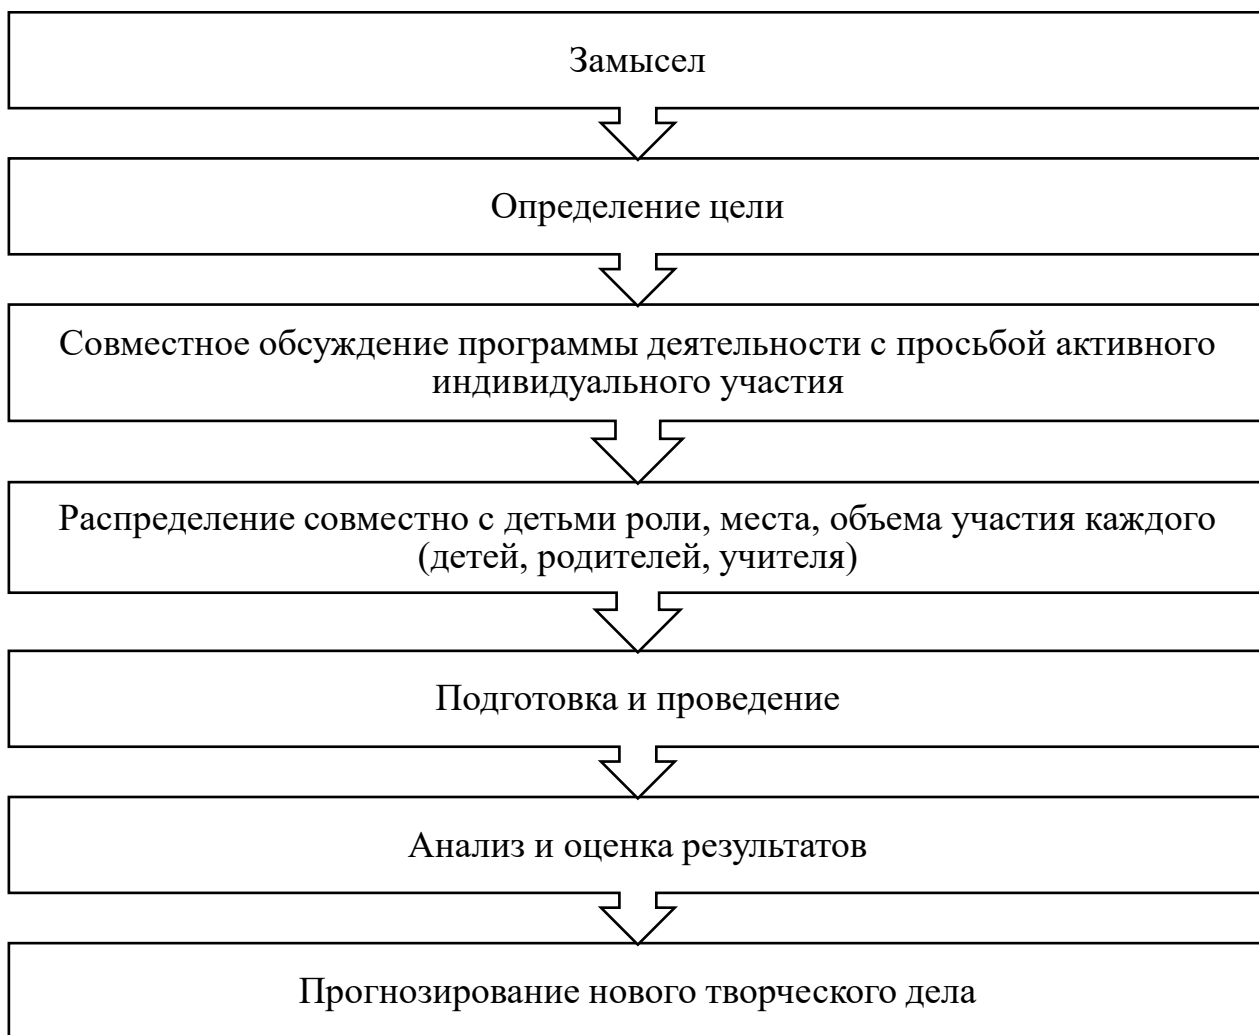 Замысел
Определение цели
Совместное обсуждение программы деятельности с просьбой активного
индивидуального участия
Распределение совместно с детьми роли, места, объема участия каждого
(детей, родителей, учителя)
Подготовка и проведение
Анализ и оценка результатов
Прогнозирование нового творческого дела